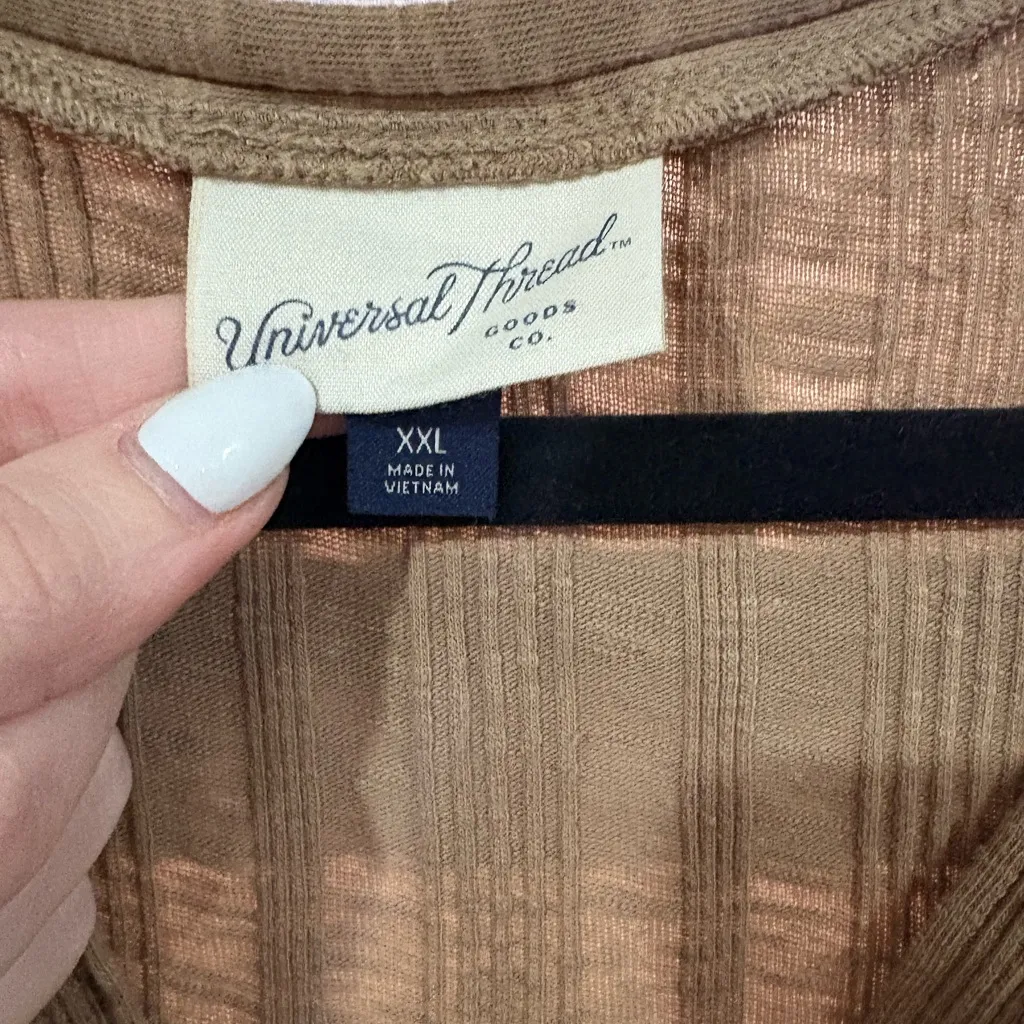 Universal Thread™
GOODS
CO.
XXL
MADE IN
VIETNAM